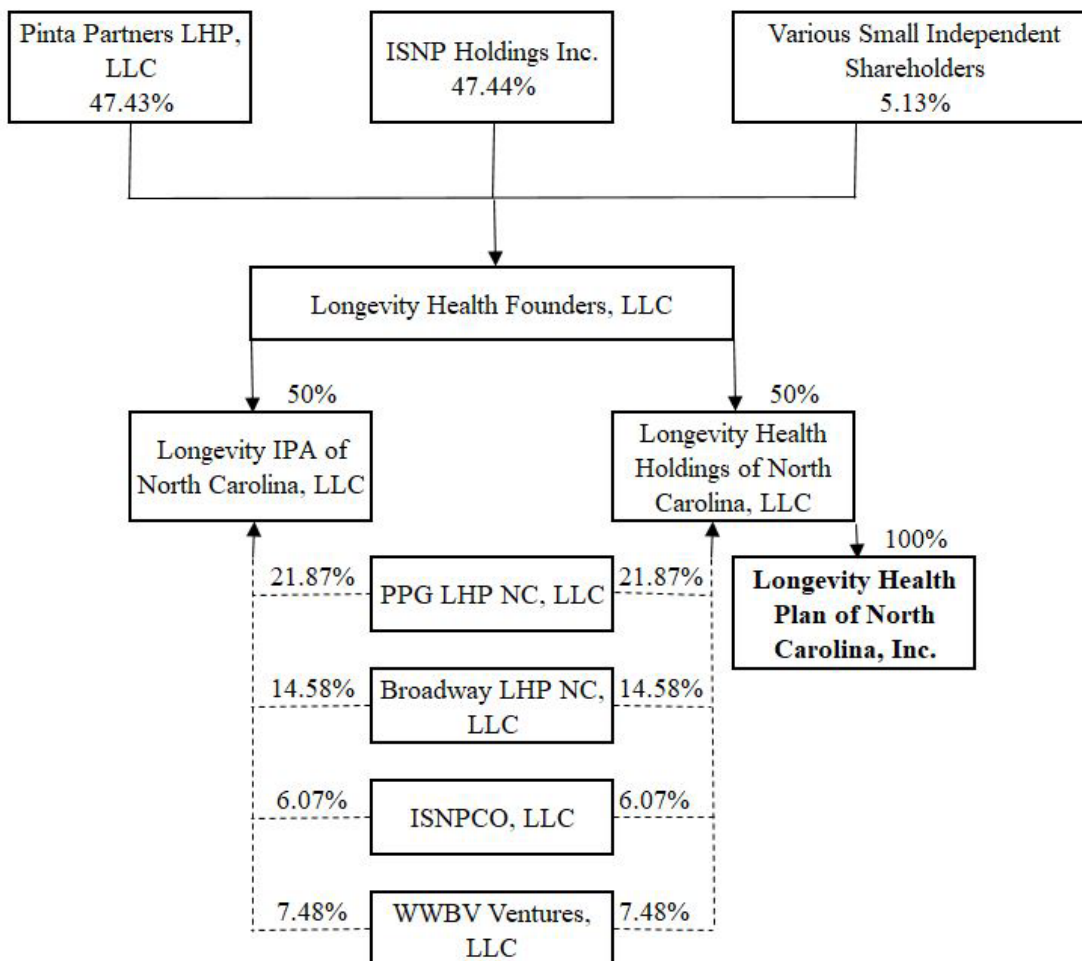 Pinta Partners LHP,
LLC
47.43%
ISNP Holdings Inc.
47.44%
Various Small Independent
Shareholders
5.13%
Longevity Health Founders, LLC
50%
50%
Longevity IPA of
North Carolina, LLC
Longevity Health
Holdings of North
Carolina, LLC
100%
Longevity Health
Plan of North
Carolina, Inc.
21.87%
PPG LHP NC, LLC
21.87%
14.58%
Broadway LHP NC,
LLC
14.58%
6.07%
ISNPCO, LLC
6.07%
7.48%
WWBV Ventures,
LLC
7.48%